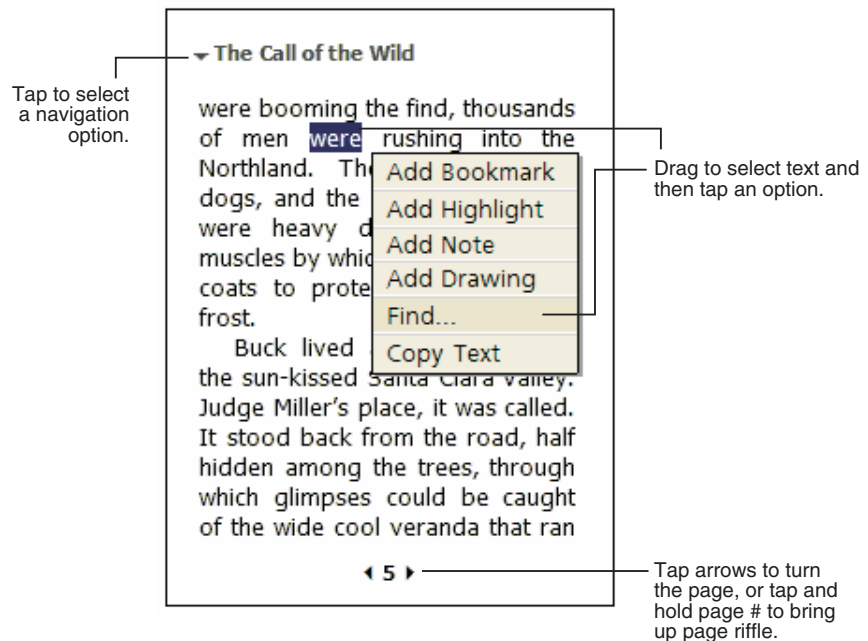 The Call of the Wild
Tap to select
a navigation
option.
were booming the find, thousands
of men were rushing into the
Northland. The
dogs, and the
were heavy d
muscles by whic
coats to prote
frost.
Buck lived
the sun-kissed Santa Clara Valley.
Judge Miller's place, it was called.
It stood back from the road, half
hidden among the trees, through
which glimpses could be caught
of the wide cool veranda that ran
Add Bookmark
Add Highlight
Add Note
Add Drawing
Find...
Copy Text
Drag to select text and
then tap an option.
5
Tap arrows to turn
the page, or tap and
hold page # to bring
up page riffle.